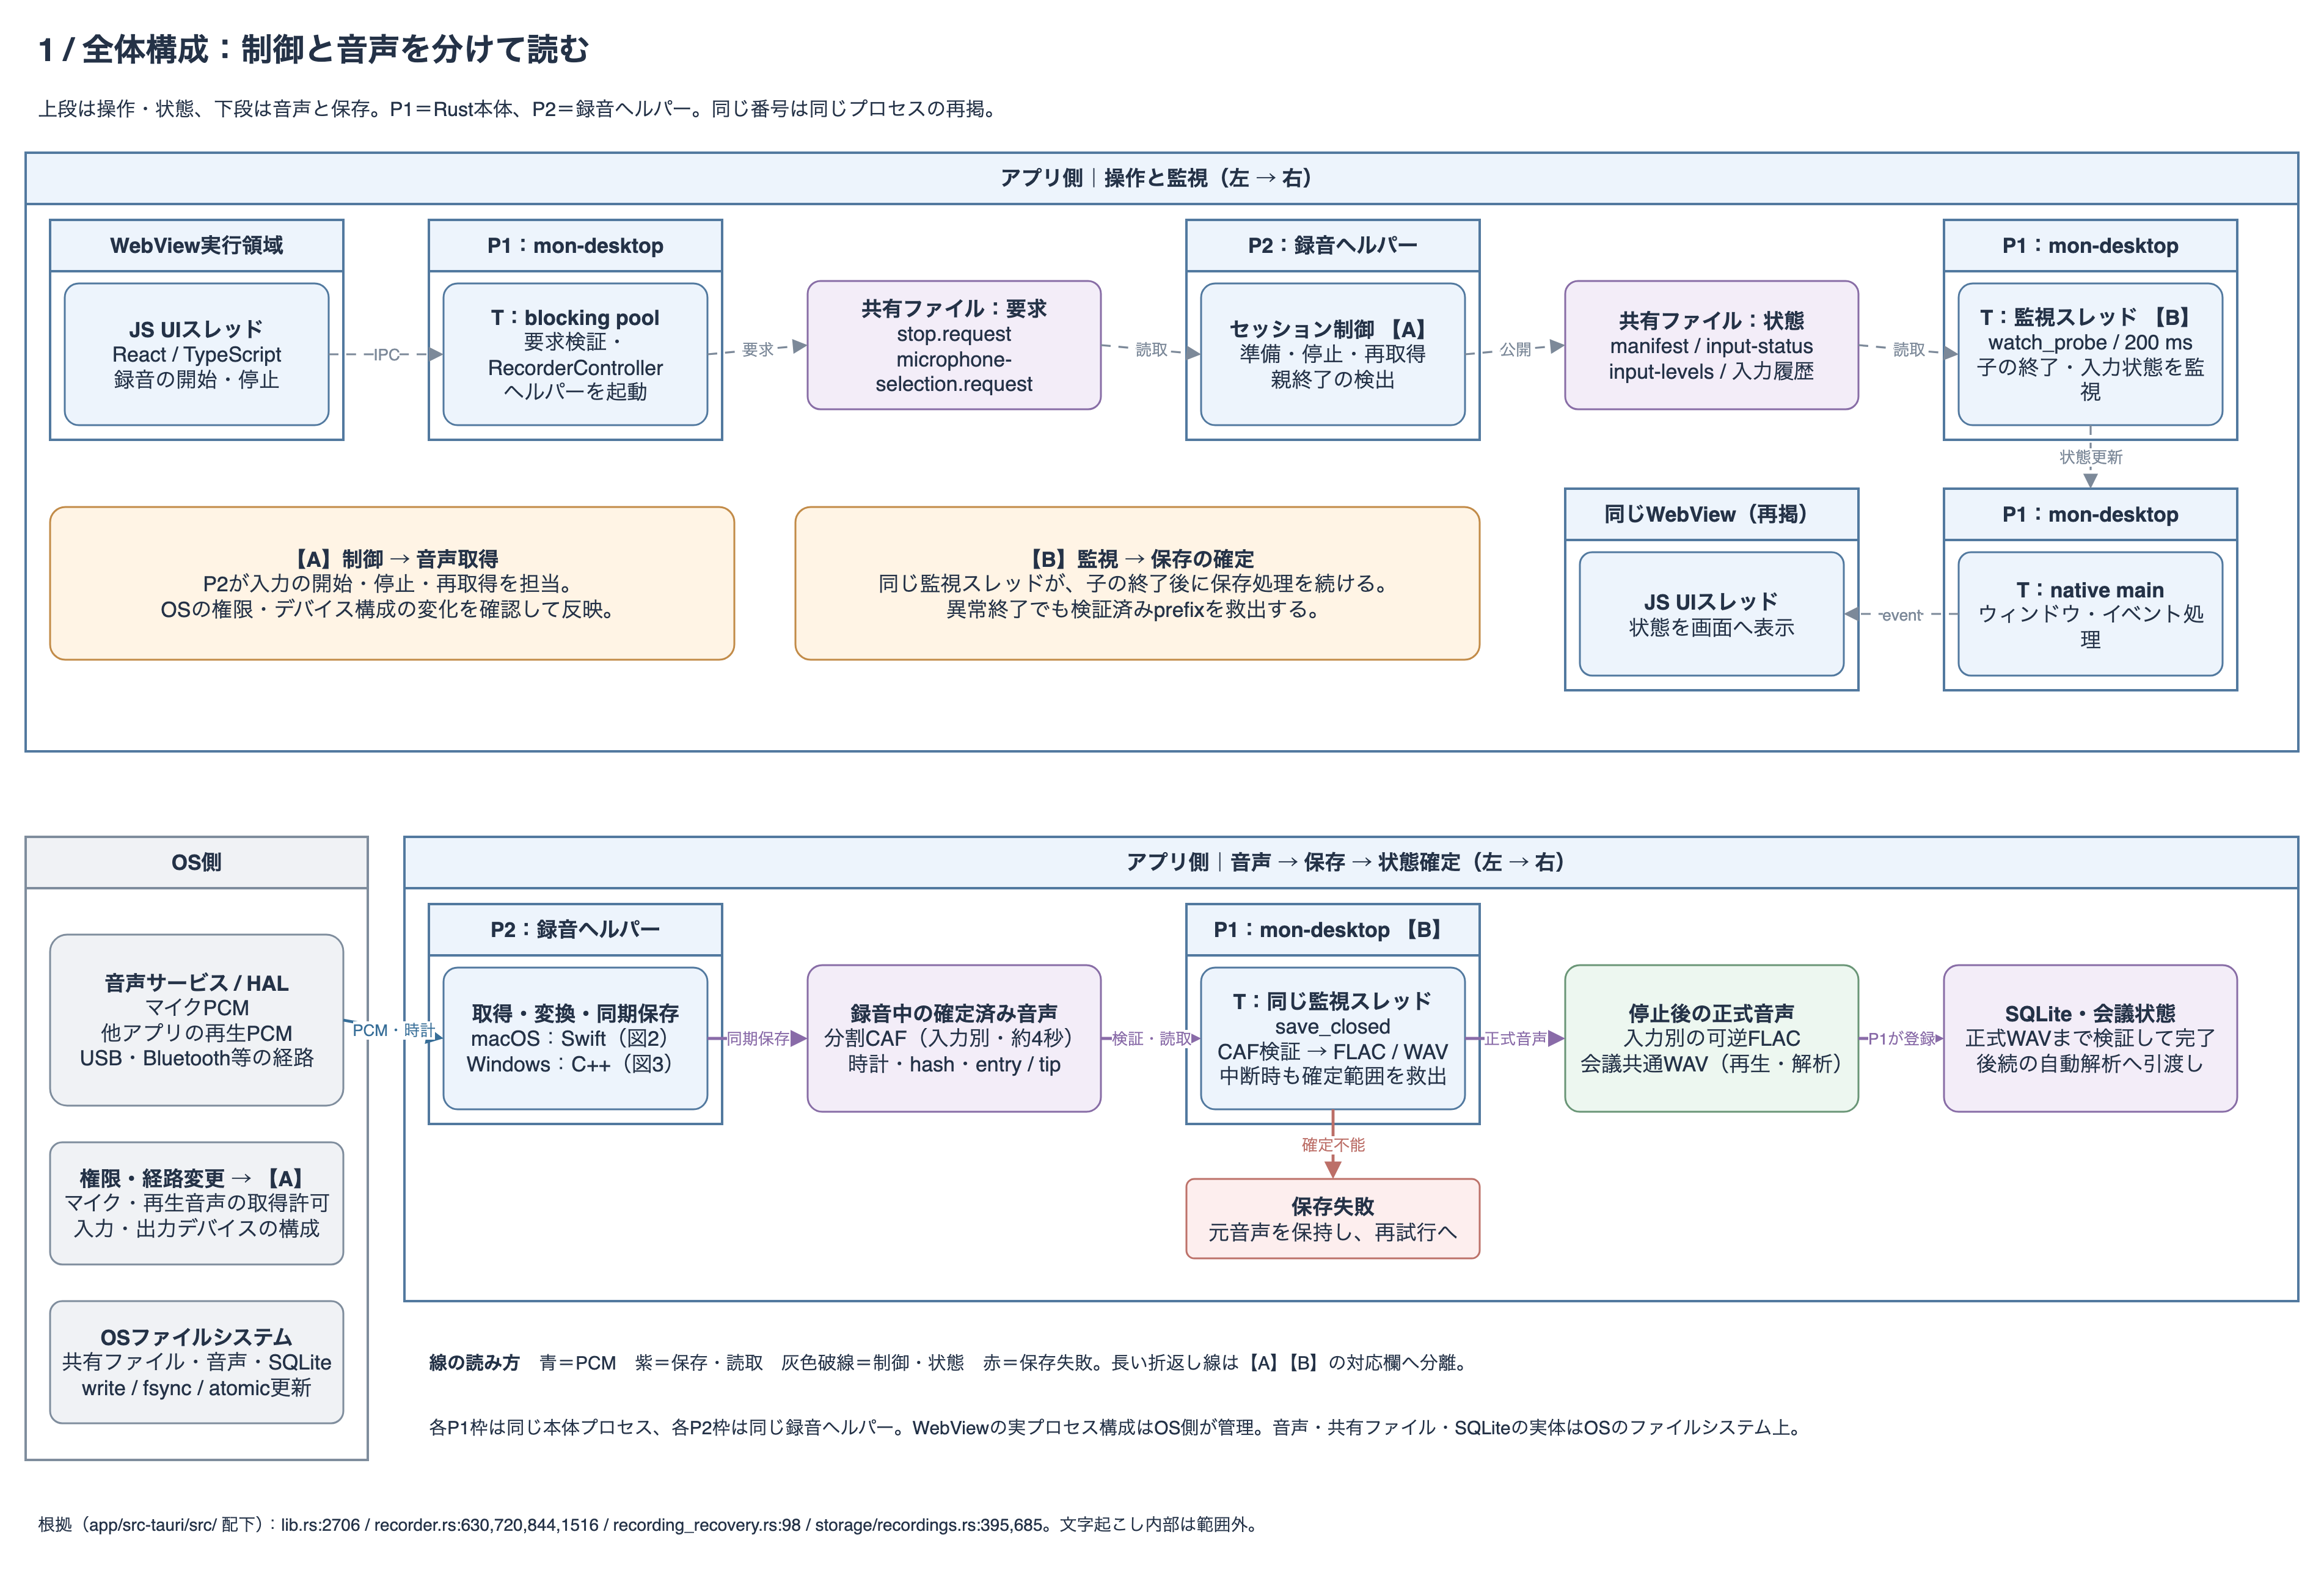 1 / 全体構成：制御と音声を分けて読む
上段は操作・状態、下段は音声と保存。P1＝Rust本体、P2＝録音ヘルパー。同じ番号は同じプロセスの再掲。
アプリ側｜操作と監視（左 → 右）
WebView実行領域
JS UIスレッド
React / TypeScript
録音の開始・停止
IPC
P1：mon-desktop
T：blocking pool
要求検証・
RecorderController
ヘルパーを起動
要求
共有ファイル：要求
stop.request
microphone-
selection.request
読取
P2：録音ヘルパー
セッション制御 【A】
準備・停止・再取得
親終了の検出
公開
共有ファイル：状態
manifest / input-status
input-levels / 入力履歴
読取
P1：mon-desktop
T：監視スレッド 【B】
watch_probe / 200 ms
子の終了・入力状態を監
視
状態更新
【A】制御 → 音声取得
P2が入力の開始・停止・再取得を担当。
OSの権限・デバイス構成の変化を確認して反映。
【B】監視 → 保存の確定
同じ監視スレッドが、子の終了後に保存処理を続ける。
異常終了でも検証済みprefixを救出する。
同じWebView（再掲）
JS UIスレッド
状態を画面へ表示
event
P1：mon-desktop
T：native main
ウィンドウ・イベント処
理
OS側
音声サービス / HAL
マイクPCM
他アプリの再生PCM
USB・Bluetooth等の経路
権限・経路変更 → 【A】
マイク・再生音声の取得許可
入力・出力デバイスの構成
OSファイルシステム
共有ファイル・音声・SQLite
write / fsync / atomic更新
PCM・時計
アプリ側｜音声 → 保存 → 状態確定（左 → 右）
P2：録音ヘルパー
取得・変換・同期保存
macOS：Swift（図2）
Windows：C++（図3）
同期保存
録音中の確定済み音声
分割CAF（入力別・約4秒）
時計・hash・entry / tip
検証・読取
P1：mon-desktop 【B】
T：同じ監視スレッド
save_closed
CAF検証 → FLAC / WAV
中断時も確定範囲を救出
正式音声
停止後の正式音声
入力別の可逆FLAC
会議共通WAV（再生・解析）
P1が登録
SQLite・会議状態
正式WAVまで検証して完了
後続の自動解析へ引渡し
確定不能
保存失敗
元音声を保持し、再試行へ
線の読み方　青＝PCM　紫＝保存・読取　灰色破線＝制御・状態　赤＝保存失敗。長い折返し線は【A】【B】の対応欄へ分離。
各P1枠は同じ本体プロセス、各P2枠は同じ録音ヘルパー。WebViewの実プロセス構成はOS側が管理。音声・共有ファイル・SQLiteの実体はOSのファイルシステム上。
根拠（app/src-tauri/src/ 配下）：lib.rs:2706 / recorder.rs:630,720,844,1516 / recording_recovery.rs:98 / storage/recordings.rs:395,685。文字起こし内部は範囲外。